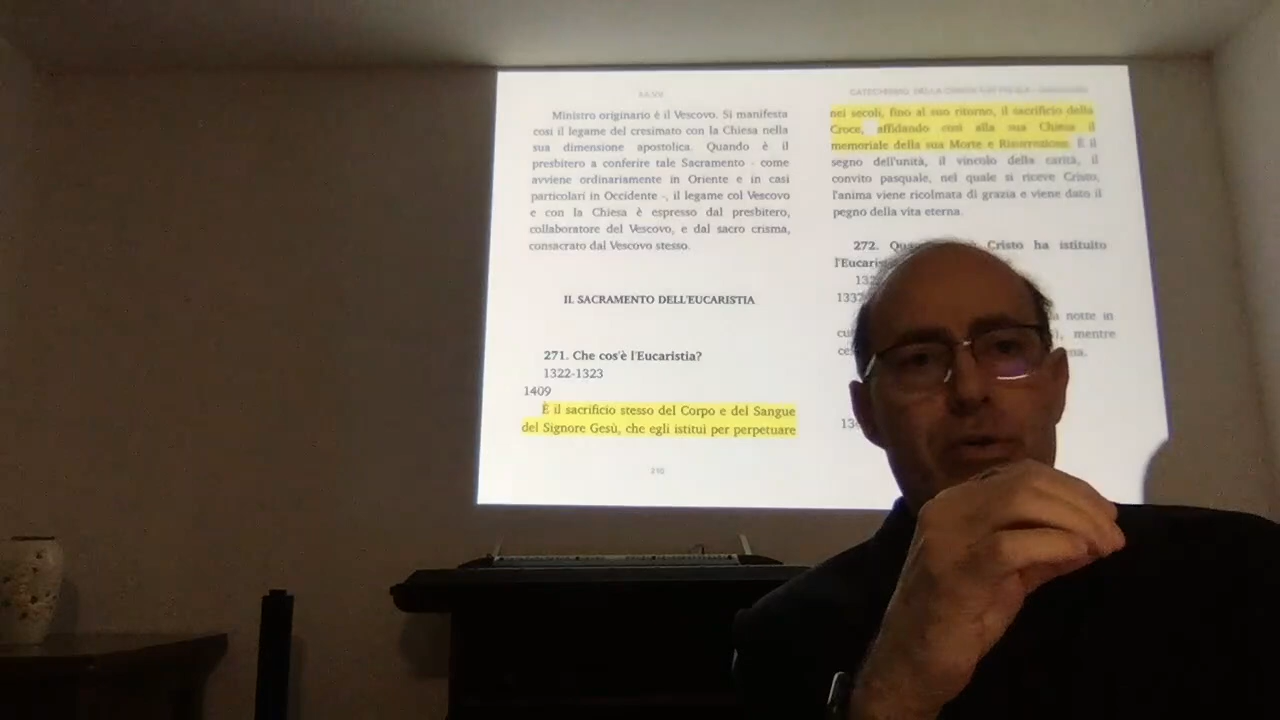 AA.VV.
Ministro originario è il Vescovo. Si manifesta
così il legame del cresimato con la Chiesa nella
sua dimensione apostolica. Quando è il
presbitero a conferire tale Sacramento - come
avviene ordinariamente in Oriente e in casi
particolari in Occidente -, il legame col Vescovo
e con la Chiesa è espresso dal presbitero,
collaboratore del Vescovo, e dal sacro crisma,
consacrato dal Vescovo stesso.
IL SACRAMENTO DELL'EUCARISTIA
271. Che cos'è l'Eucaristia?
1322-1323
1409
È il sacrificio stesso del Corpo e del Sangue
del Signore Gesù, che egli istituì per perpetuare
210
CATECHISMO DELLA CHIESA CATTOLICA
nei secoli, fino al suo ritorno, il sacrificio della
Croce, affidando così alla sua Chiesa il
memoriale della sua Morte e Risurrezione. È il
segno dell'unità, il vincolo della carità, il
convito pasquale, nel quale si riceve Cristo,
l'anima viene ricolmata di grazia e viene dato il
pegno della vita eterna.
272. Cristo ha istituito
notte in
mentre